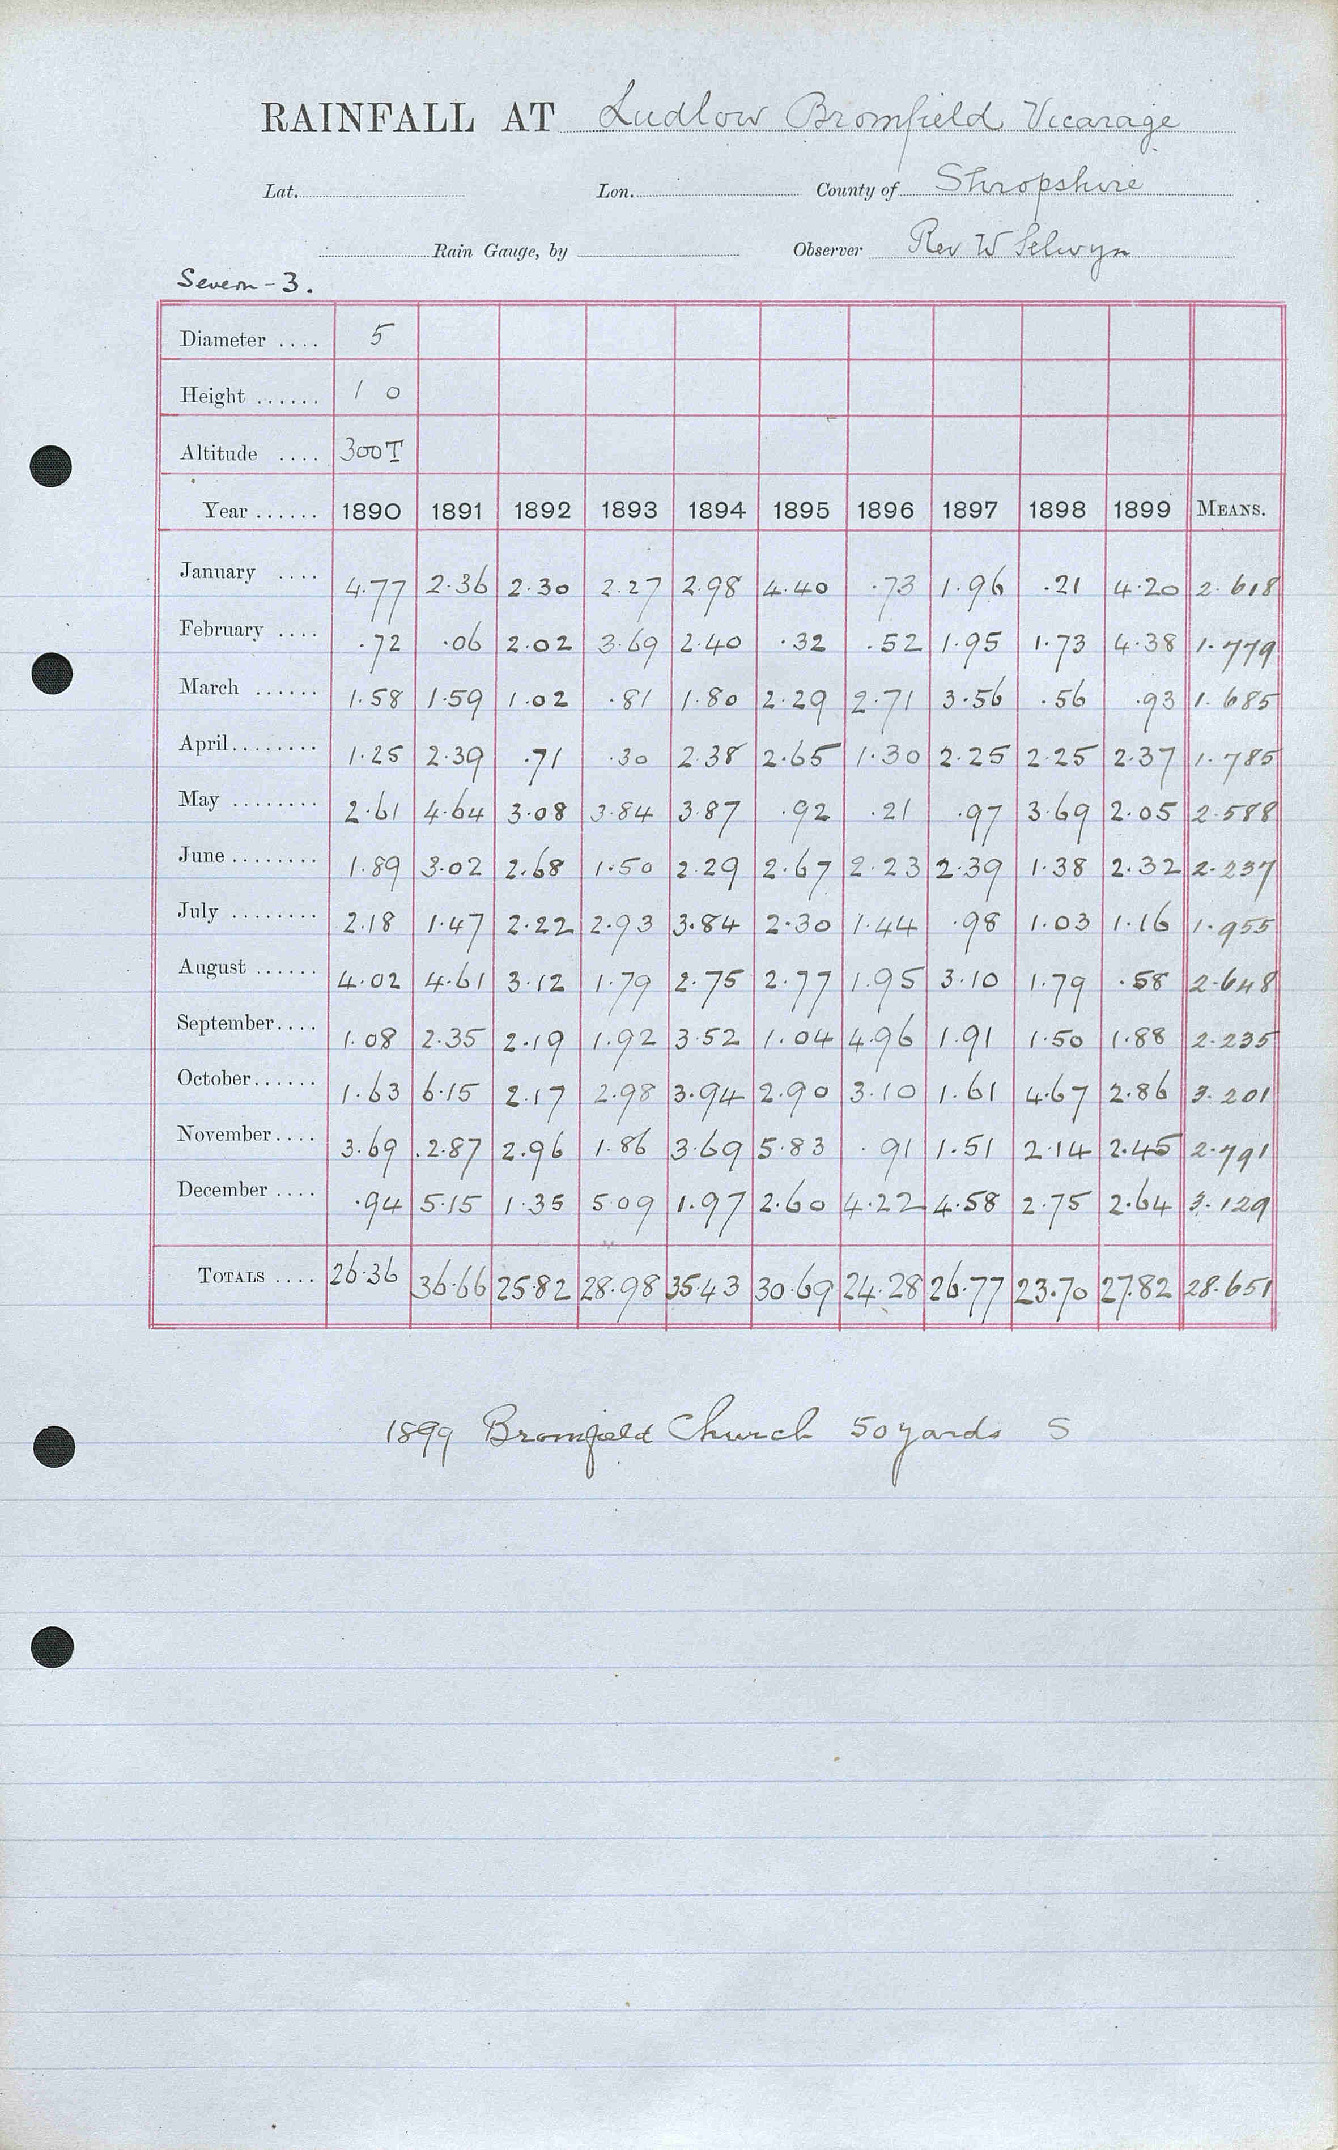 RAINFALL AT Ludlow Bromfield Vicarage
Lat. Lon. County of Shropshire
Rain Gauge, by Observer Rev W Selwyn
Severn - 3.
Diameter .... 5
Height ...... 1 0
Altitude .... 300T
Year ...... 1890 1891 1892 1893 1894 1895 1896 1897 1898 1899 MEANS.
January .... 4.77 2.36 2.30 2.27 2.98 4.40 .73 1.96 .21 4.20 2.618
February .... .72 .06 2.02 3.69 2.40 .32 .52 1.95 1.73 4.38 1.779
March ...... 1.58 1.59 1.02 .81 1.80 2.29 2.71 3.56 .56 .93 1.685
April........ 1.25 2.39 .71 .30 2.38 2.65 1.30 2.25 2.25 2.37 1.785
May ........ 2.61 4.64 3.08 3.84 3.87 .92 .21 .97 3.69 2.05 2.588
June ........ 1.89 3.02 2.68 1.50 2.29 2.67 2.23 2.39 1.38 2.32 2.237
July ........ 2.18 1.47 2.22 2.93 3.84 2.30 1.44 .98 1.03 1.16 1.955
August ...... 4.02 4.61 3.12 1.79 2.75 2.77 1.95 3.10 1.79 .58 2.648
September.... 1.08 2.35 2.19 1.92 3.52 1.04 4.96 1.91 1.50 1.88 2.235
October...... 1.63 6.15 2.17 2.98 3.94 2.90 3.10 1.61 4.67 2.86 3.201
November.... 3.69 2.87 2.96 1.86 3.69 5.83 .91 1.51 2.14 2.45 2.791
December .... .94 5.15 1.35 5.09 1.97 2.60 4.22 4.58 2.75 2.64 3.129
TOTALS .... 26.36 36.66 25.82 28.98 35.43 30.69 24.28 26.77 23.70 27.82 28.651
1899 Bromfield Church 50 yards S